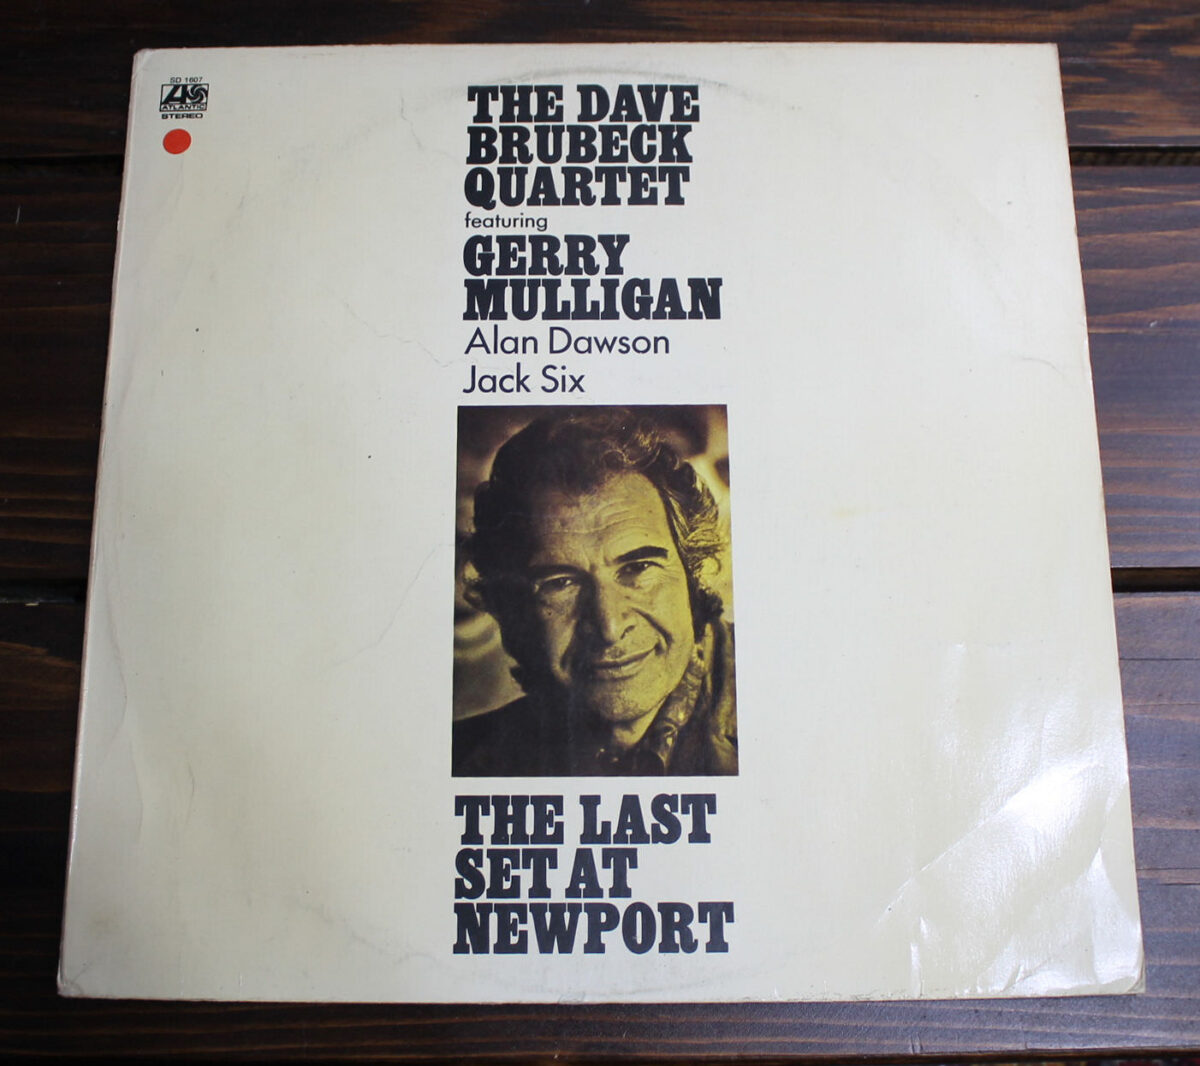 SD 1607
ATLANTIC
STEREO
THE DAVE
BRUBECK
QUARTET
featuring
GERRY
MULLIGAN
Alan Dawson
Jack Six
THE LAST
SET AT
NEWPORT